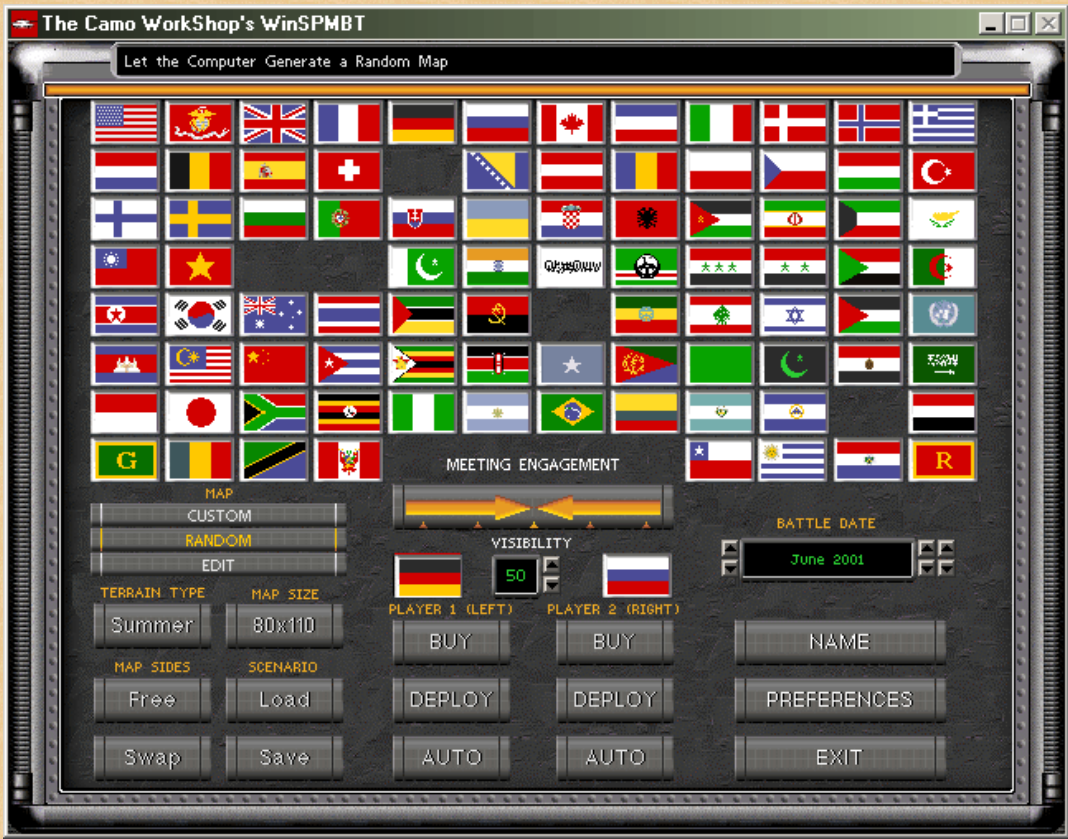 The Camo WorkShop's WinSPMBT
Let the Computer Generate a Random Map
G
R
MEETING ENGAGEMENT
MAP
CUSTOM
RANDOM
EDIT
VISIBILITY
50
BATTLE DATE
June 2001
TERRAIN TYPE
MAP SIZE
PLAYER 1 (LEFT)
PLAYER 2 (RIGHT)
Summer
80x110
BUY
BUY
NAME
MAP SIDES
SCENARIO
Free
Load
DEPLOY
DEPLOY
PREFERENCES
Swap
Save
AUTO
AUTO
EXIT